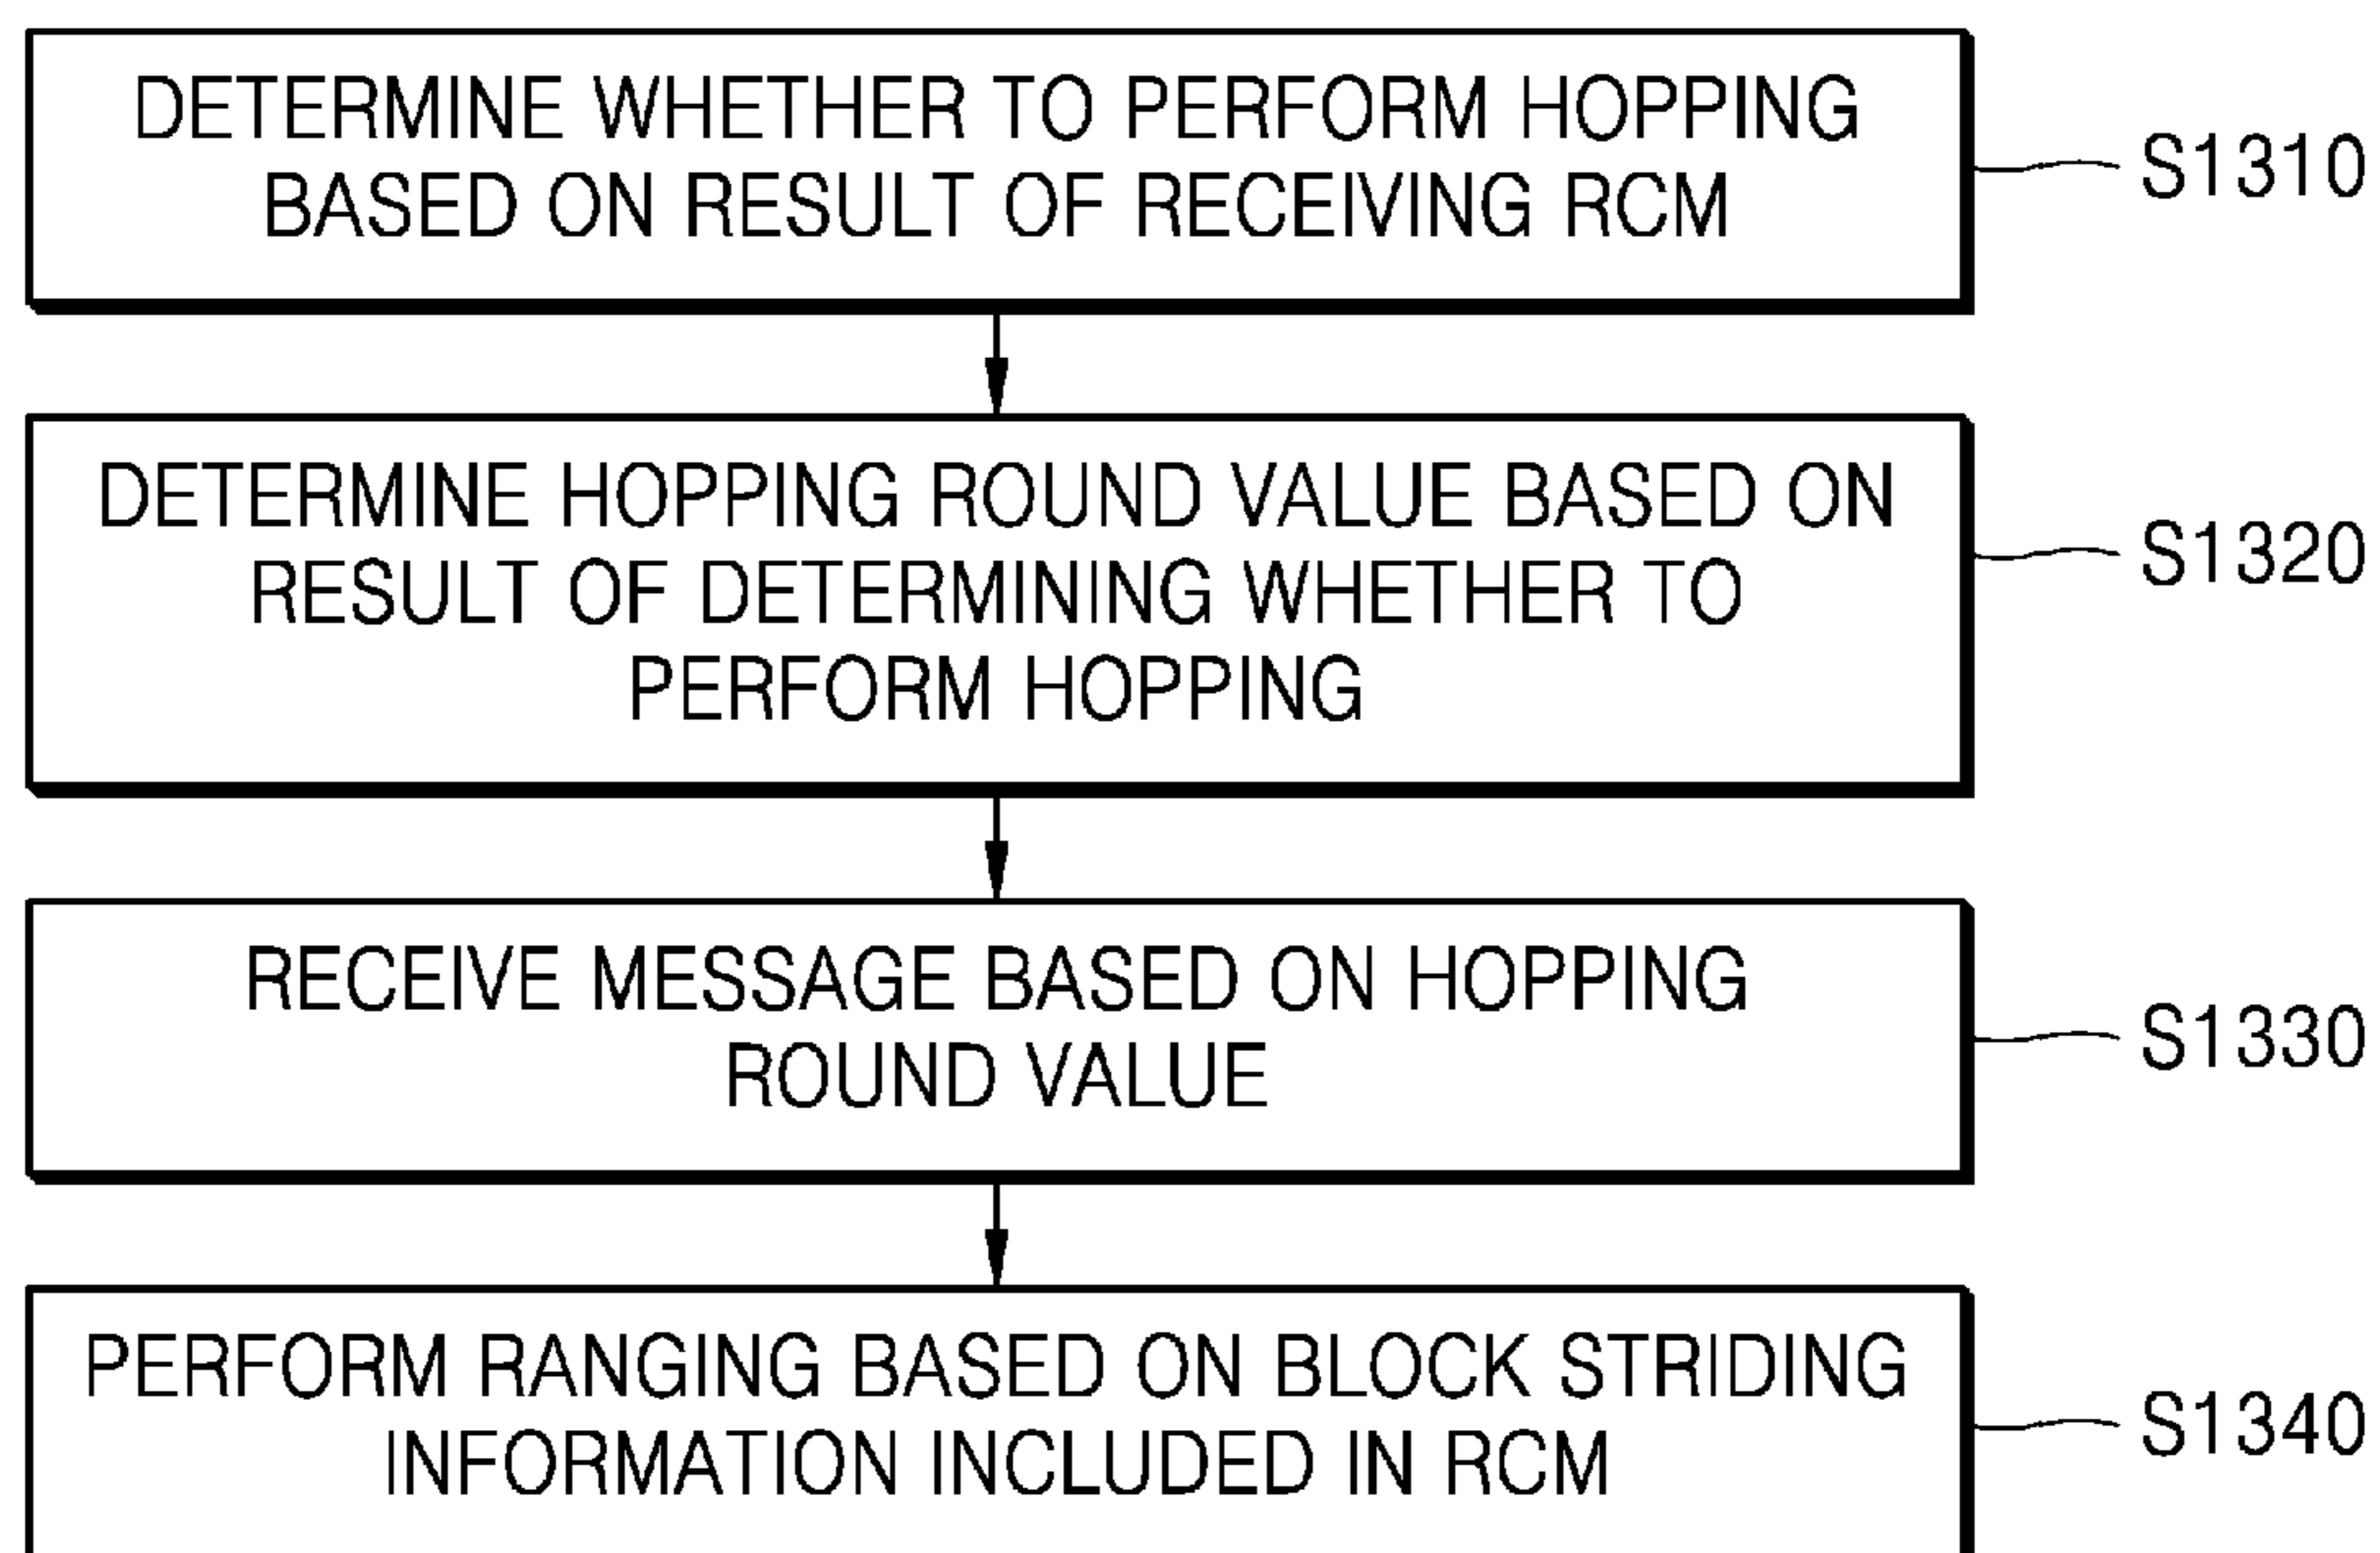 DETERMINE WHETHER TO PERFORM HOPPING
BASED ON RESULT OF RECEIVING RCM
S1310
DETERMINE HOPPING ROUND VALUE BASED ON
RESULT OF DETERMINING WHETHER TO
PERFORM HOPPING
S1320
RECEIVE MESSAGE BASED ON HOPPING
ROUND VALUE
S1330
PERFORM RANGING BASED ON BLOCK STRIDING
INFORMATION INCLUDED IN RCM
S1340